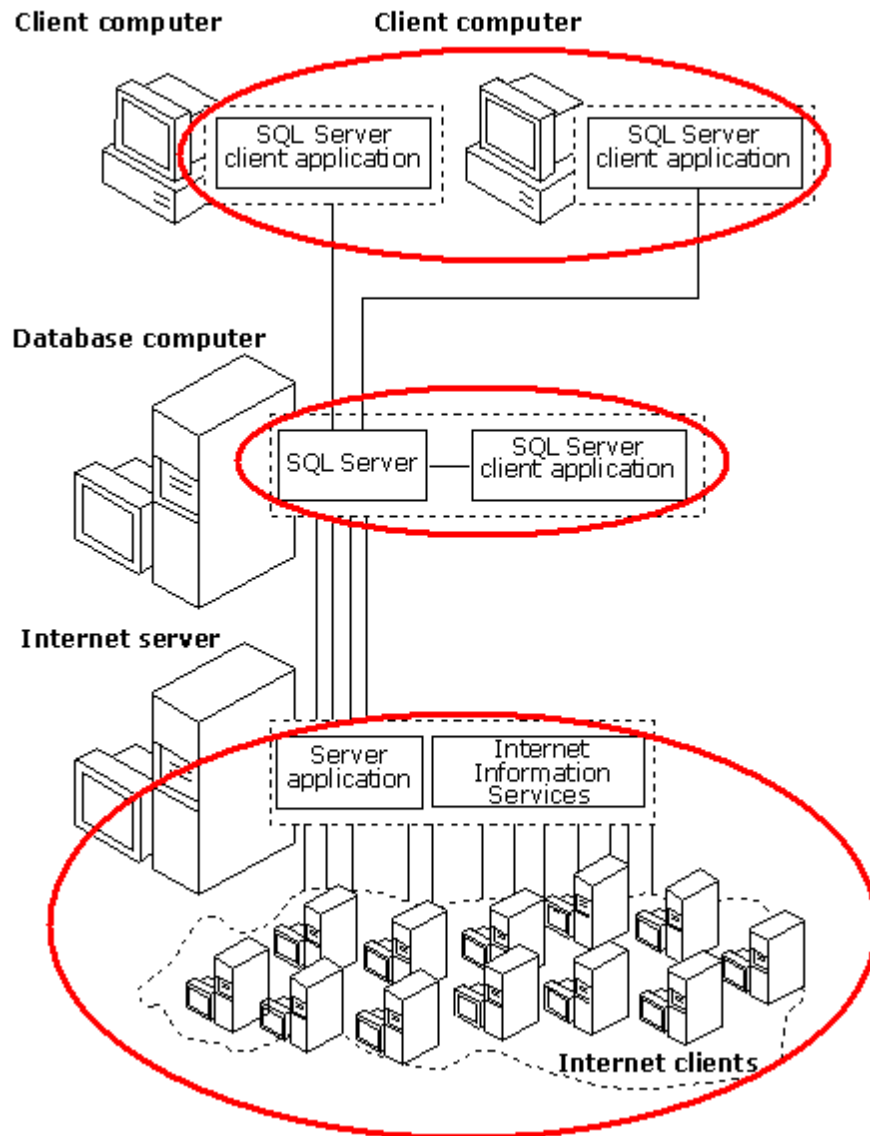 Client computer
Client computer
SQL Server
client application
SQL Server
client application
Database computer
SQL Server
SQL Server
client application
Internet server
Server
application
Internet
Information
Services
Internet clients